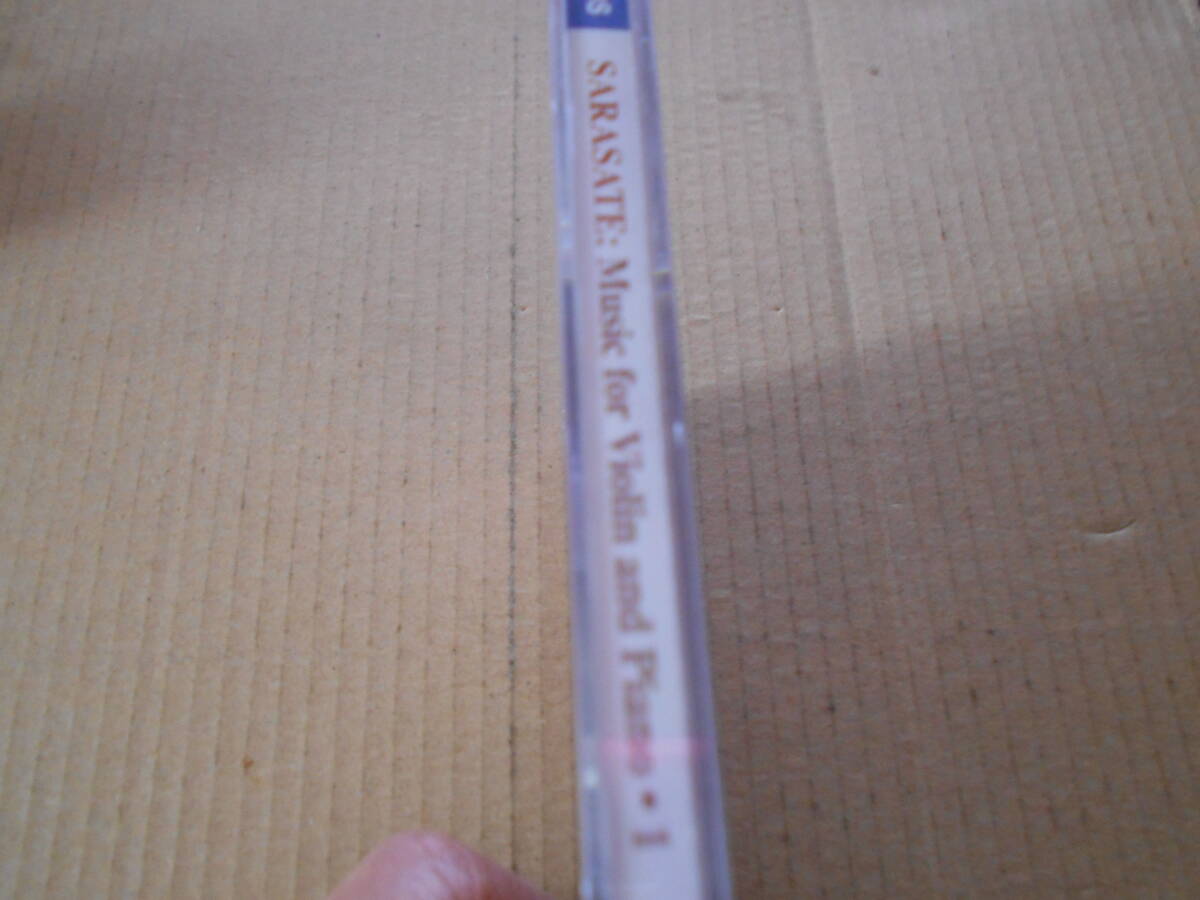 S
SARASATE: Music for Violin and Piano • 1